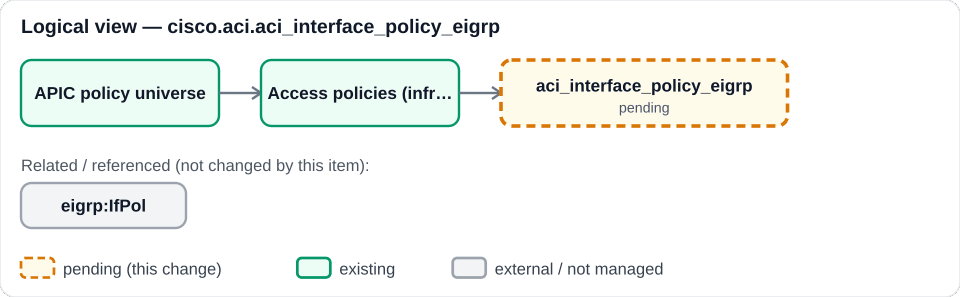 Logical view — cisco.aci.aci_interface_policy_eigrp
APIC policy universe
Access policies (infr…
aci_interface_policy_eigrp
pending
Related / referenced (not changed by this item):
eigrp:IfPol
pending (this change)
existing
external / not managed